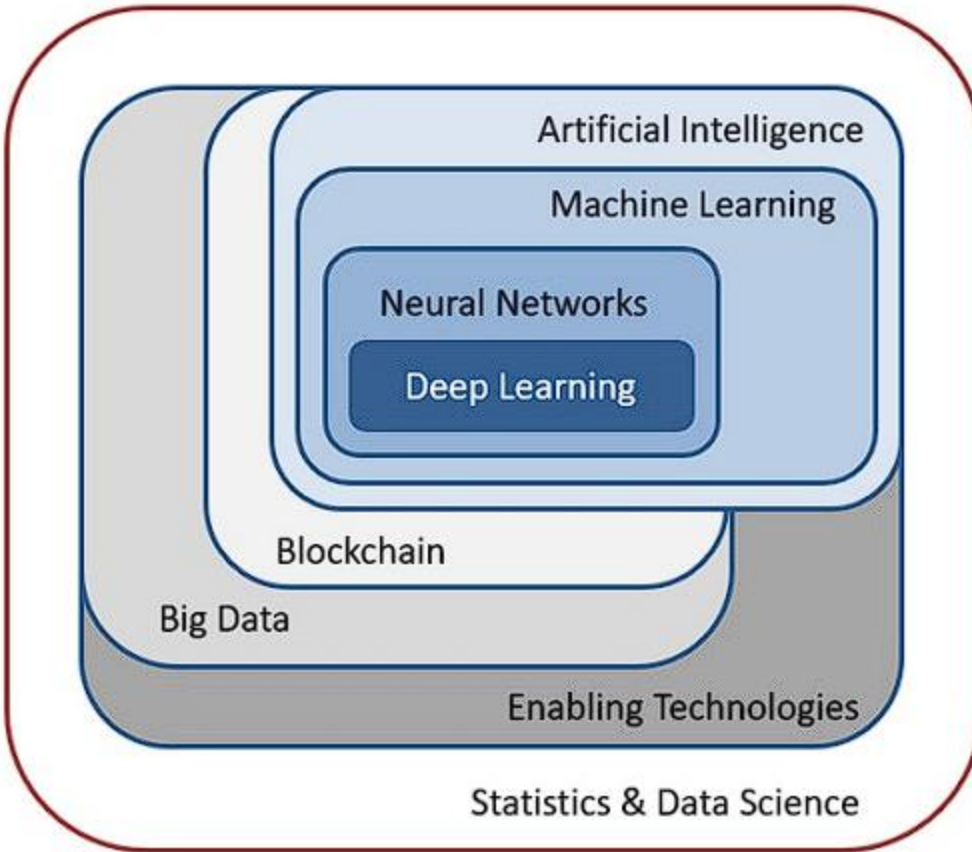 Artificial Intelligence
Machine Learning
Neural Networks
Deep Learning
Blockchain
Big Data
Enabling Technologies
Statistics & Data Science